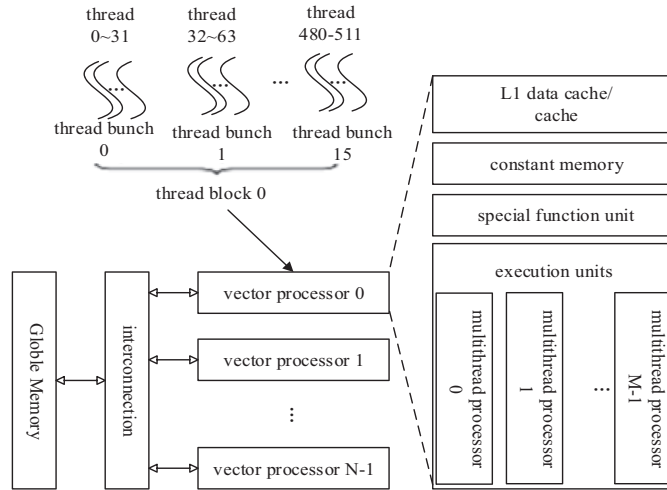 thread
0~31
thread
32~63
thread
480-511
...
...
...
...
thread bunch
0
thread bunch
1
thread bunch
15
thread block 0
L1 data cache/
cache
constant memory
special function unit
execution units
multithread processor
0
multithread processor
1
...
multithread processor
M-1
Globle Memory
interconnection
vector processor 0
vector processor 1
...
vector processor N-1